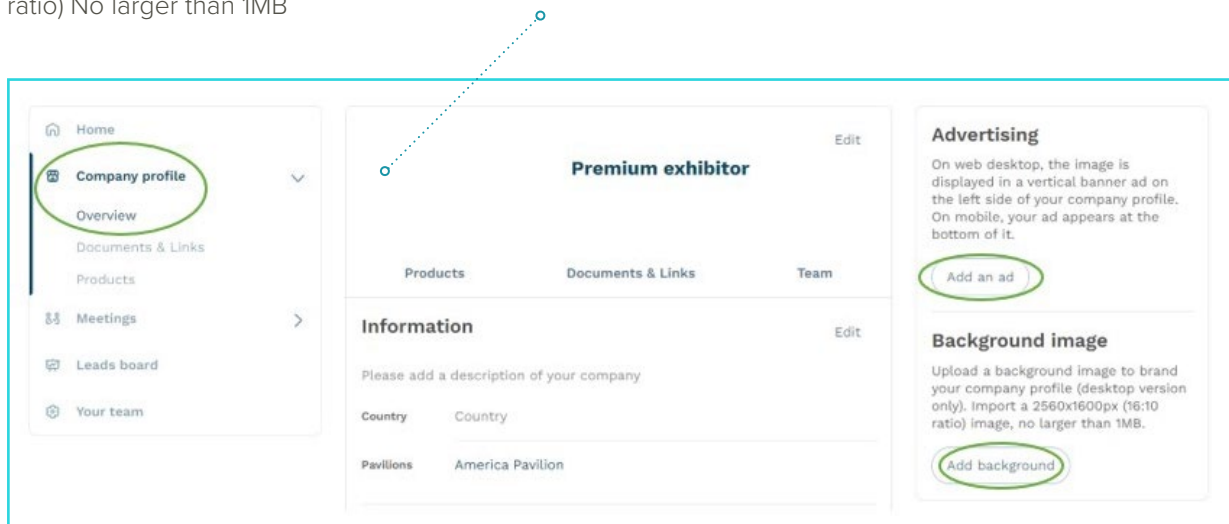 ratio) No larger than 1MB
Home
Company profile
Overview
Documents & Links
Products
Meetings
Leads board
Your team
Edit
Premium exhibitor
Products Documents & Links Team
Information Edit
Please add a description of your company
Country Country
Pavilions America Pavilion
Advertising
On web desktop, the image is
displayed in a vertical banner ad on
the left side of your company profile.
On mobile, your ad appears at the
bottom of it.
Add an ad
Background image
Upload a background image to brand
your company profile (desktop version
only). Import a 2560x1600px (16:10
ratio) image, no larger than 1MB.
Add background